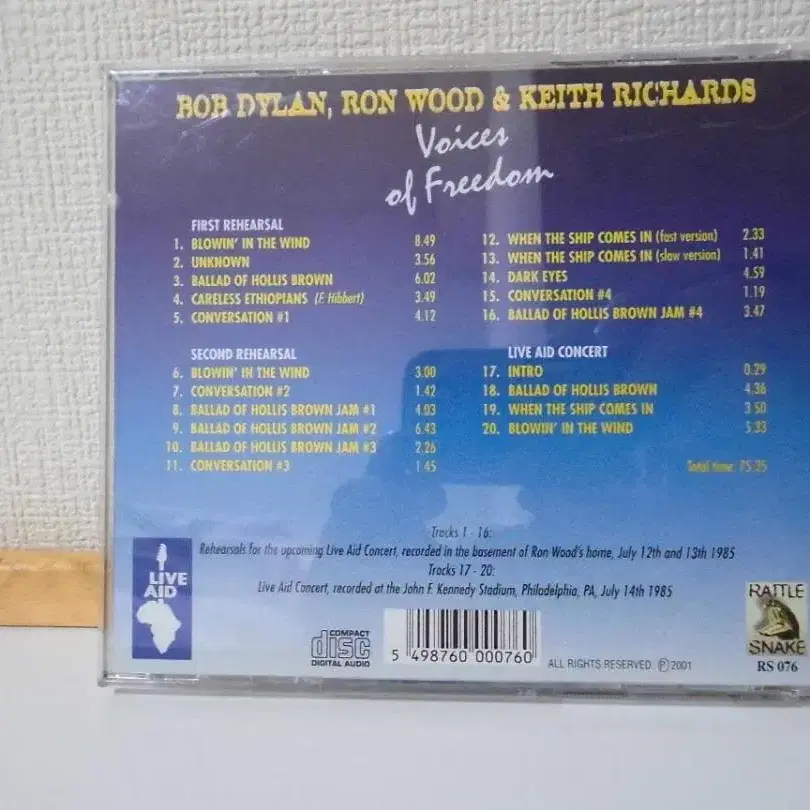 BOB DYLAN, RON WOOD & KEITH RICHARDS
Voices
of Freedom
FIRST REHEARSAL
1. BLOWIN' IN THE WIND 8.49
2. UNKNOWN 3.56
3. BALLAD OF HOLLIS BROWN 6.02
4. CARELESS ETHIOPIANS (F. Hibbert) 3.49
5. CONVERSATION #1 4.12
SECOND REHEARSAL
6. BLOWIN' IN THE WIND 3.00
7. CONVERSATION #2 1.42
8. BALLAD OF HOLLIS BROWN JAM #1 4.03
9. BALLAD OF HOLLIS BROWN JAM #2 6.43
10. BALLAD OF HOLLIS BROWN JAM #3 2.26
11. CONVERSATION #3 1.45
12. WHEN THE SHIP COMES IN (fast version) 2.33
13. WHEN THE SHIP COMES IN (slow version) 1.41
14. DARK EYES 4.59
15. CONVERSATION #4 1.19
16. BALLAD OF HOLLIS BROWN JAM #4 3.47
LIVE AID CONCERT
17. INTRO 0.29
18. BALLAD OF HOLLIS BROWN 4.36
19. WHEN THE SHIP COMES IN 3.50
20. BLOWIN' IN THE WIND 5.33
Total time: 75.25
Tracks 1 - 16:
Rehearsals for the upcoming Live Aid Concert, recorded in the basement of Ron Wood's home, July 12th and 13th 1985
Tracks 17 - 20:
Live Aid Concert, recorded at the John F. Kennedy Stadium, Philadelphia, PA, July 14th 1985
LIVE
AID
COMPACT
disc
DIGITAL AUDIO
5 498760 000760
ALL RIGHTS RESERVED. Ⓟ2001
RATTLE
SNAKE
RS 076